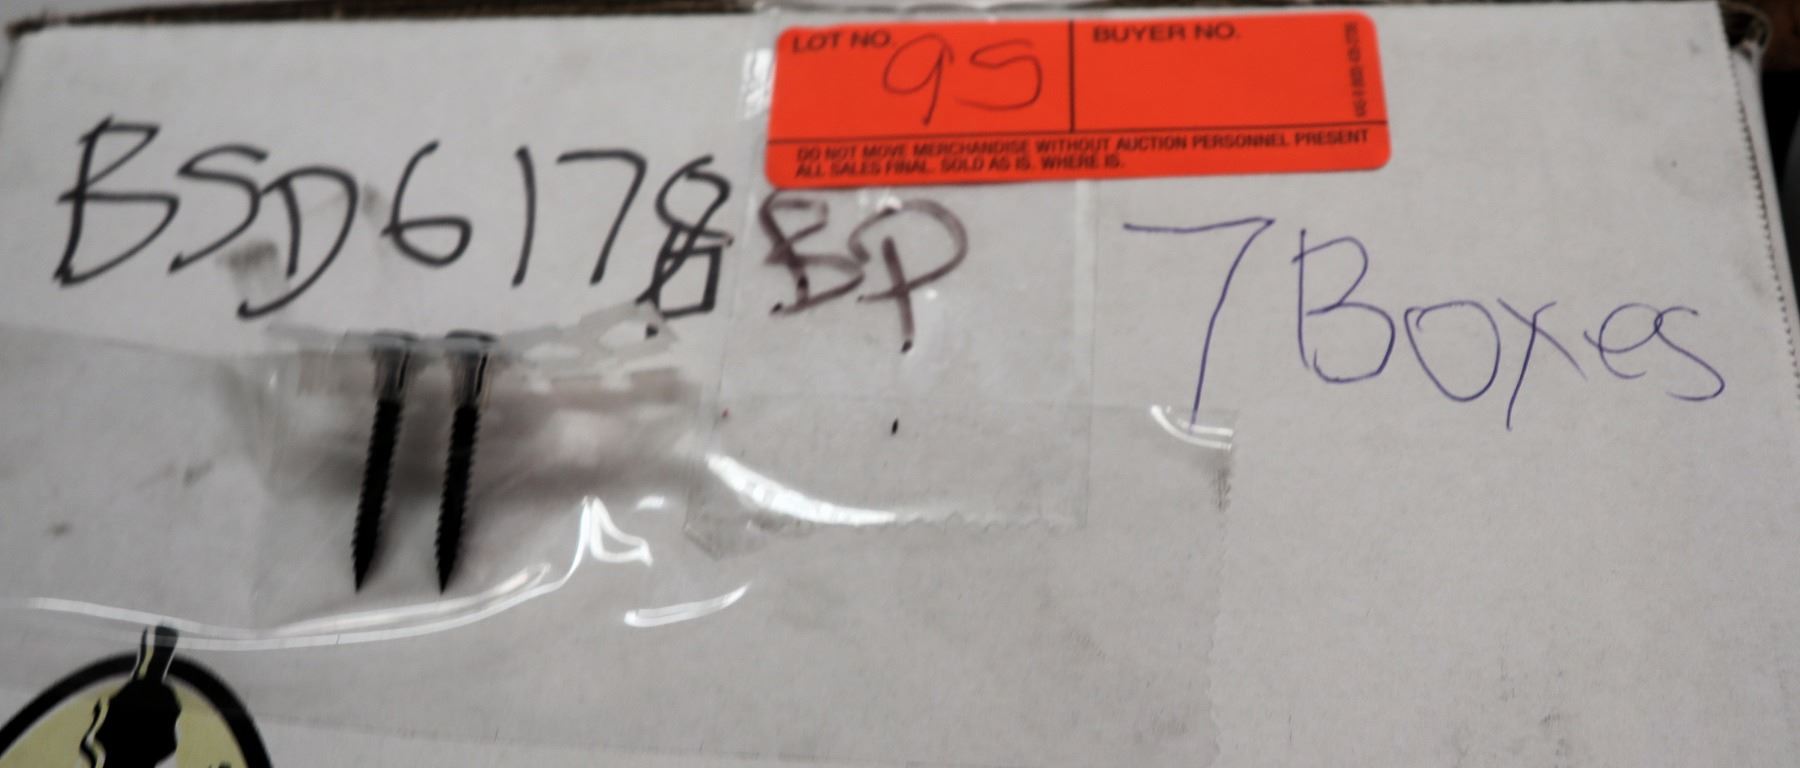 LOT NO. 95 BUYER NO.
DO NOT MOVE MERCHANDISE WITHOUT AUCTION PERSONNEL PRESENT
ALL SALES FINAL. SOLD AS IS. WHERE IS.
BSD6178 BP
7 Boxes